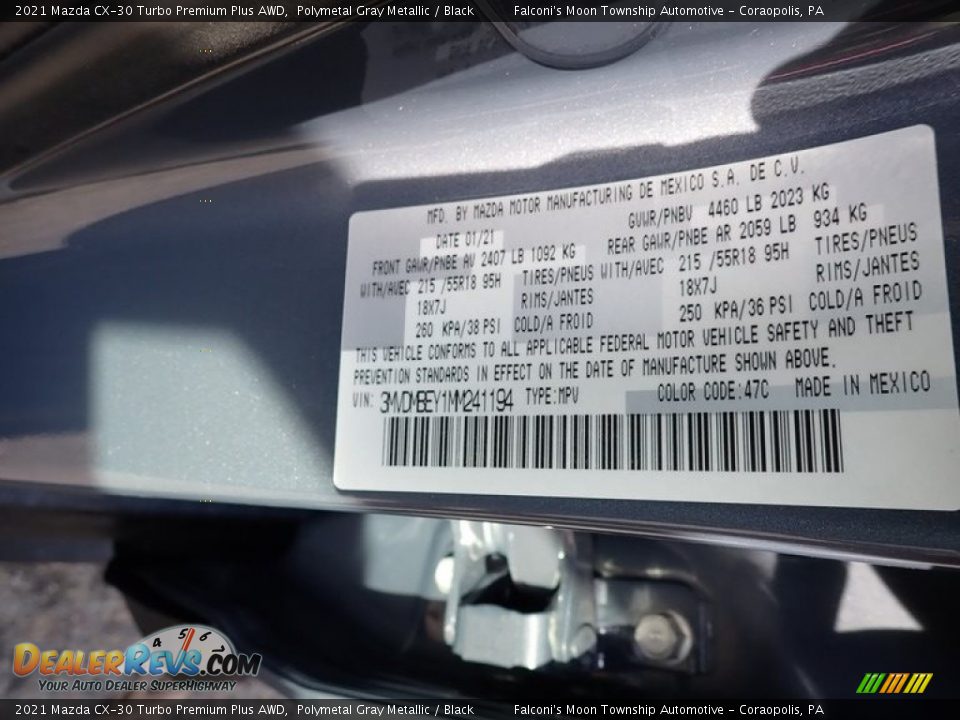 2021 Mazda CX-30 Turbo Premium Plus AWD, Polymetal Gray Metallic / Black Falconi's Moon Township Automotive - Coraopolis, PA
MFD. BY MAZDA MOTOR MANUFACTURING DE MEXICO S.A. DE C.V.
DATE 01/21 GVWR/PNBV 4460 LB 2023 KG
FRONT GAWR/PNBE AV 2407 LB 1092 KG REAR GAWR/PNBE AR 2059 LB 934 KG
WITH/AVEC 215 /55R18 95H TIRES/PNEUS WITH/AVEC 215 /55R18 95H TIRES/PNEUS
18X7J RIMS/JANTES 18X7J RIMS/JANTES
260 KPA/38 PSI COLD/A FROID 250 KPA/36 PSI COLD/A FROID
THIS VEHICLE CONFORMS TO ALL APPLICABLE FEDERAL MOTOR VEHICLE SAFETY AND THEFT
PREVENTION STANDARDS IN EFFECT ON THE DATE OF MANUFACTURE SHOWN ABOVE.
VIN: 3MVDMBEY1MM241194 TYPE:MPV COLOR CODE:47C MADE IN MEXICO
4 5 6
DealerRevs.com
Your Auto Dealer SuperHighway
2021 Mazda CX-30 Turbo Premium Plus AWD, Polymetal Gray Metallic / Black Falconi's Moon Township Automotive - Coraopolis, PA